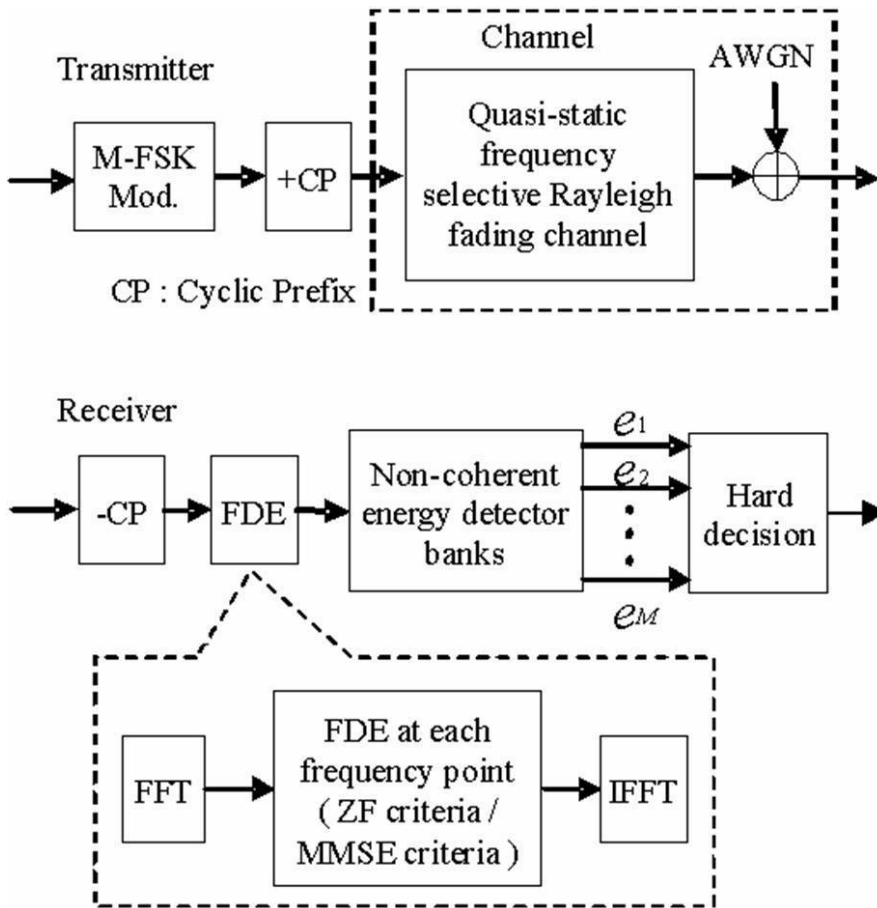 Channel
Transmitter
AWGN
M-FSK
Mod.
+CP
Quasi-static
frequency
selective Rayleigh
fading channel
CP : Cyclic Prefix
Receiver
-CP
FDE
Non-coherent
energy detector
banks
e1
e2
eM
Hard
decision
FFT
FDE at each
frequency point
( ZF criteria /
MMSE criteria )
IFFT